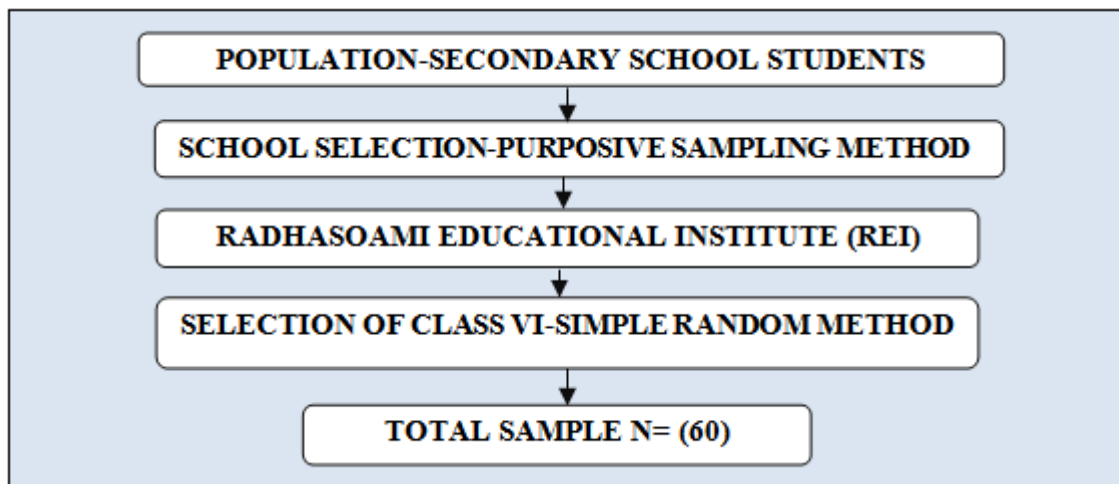 POPULATION-SECONDARY SCHOOL STUDENTS
SCHOOL SELECTION-PURPOSIVE SAMPLING METHOD
RADHASOAMI EDUCATIONAL INSTITUTE (REI)
SELECTION OF CLASS VI-SIMPLE RANDOM METHOD
TOTAL SAMPLE N= (60)